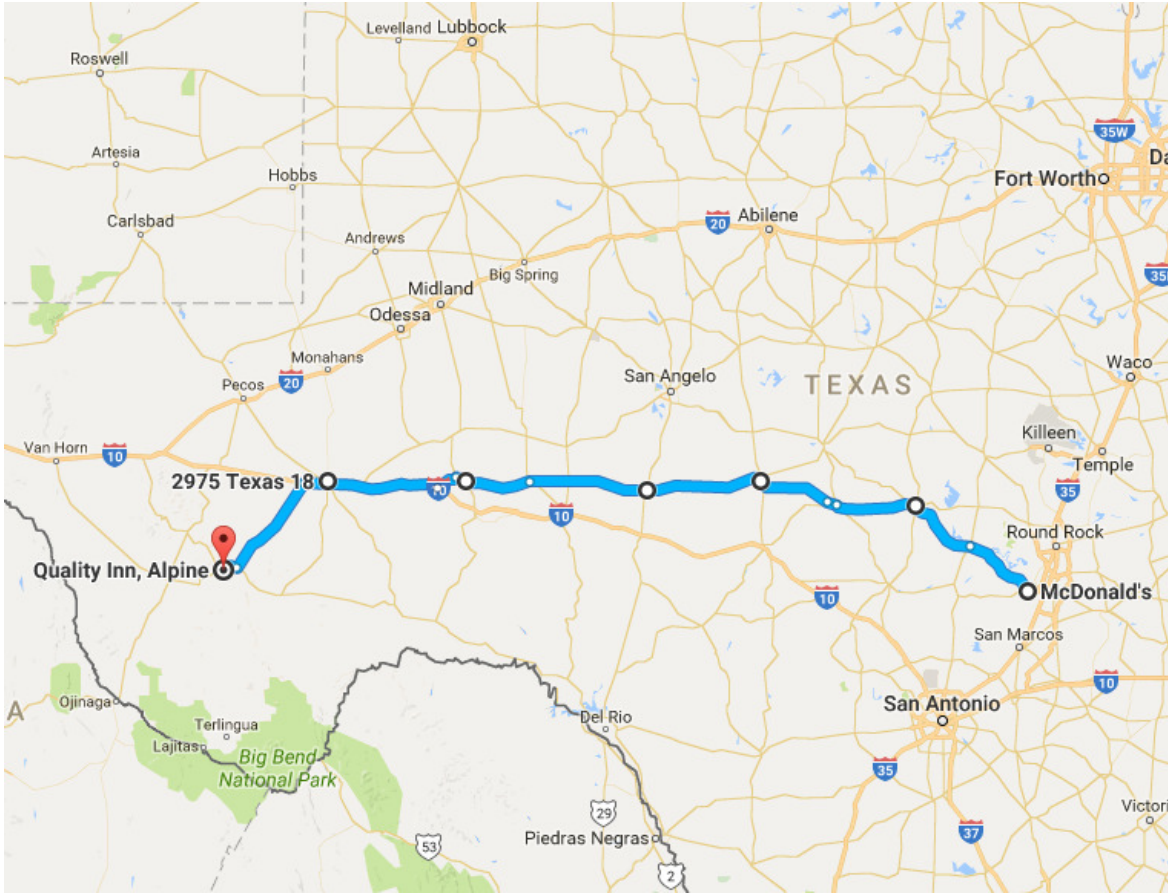 Levelland
Lubbock
Roswell
35W
Artesia
Da
Hobbs
Fort Worth
Carlsbad
Abilene
20
Andrews
Big Spring
Midland
Odessa
Monahans
Waco
San Angelo
TEXAS
20
Pecos
Killeen
Van Horn
10
Temple
2975 Texas 18
10
35
10
Round Rock
Quality Inn, Alpine
McDonald's
10
San Marcos
10
Ojinaga
A
San Antonio
Terlingua
Del Rio
Lajitas
Big Bend
National Park
35
29
Victori
37
Piedras Negras
53
2